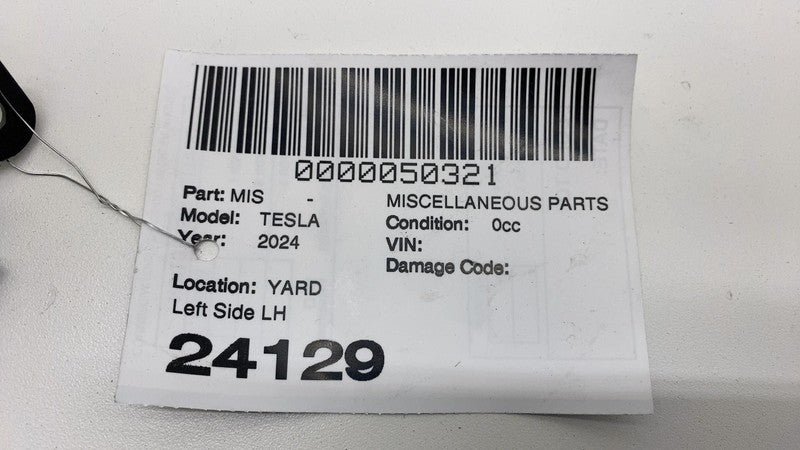 0000050321
Part: MIS - MISCELLANEOUS PARTS
Model: TESLA Condition: 0cc
Year: 2024 VIN:
Damage Code:
Location: YARD
Left Side LH
24129